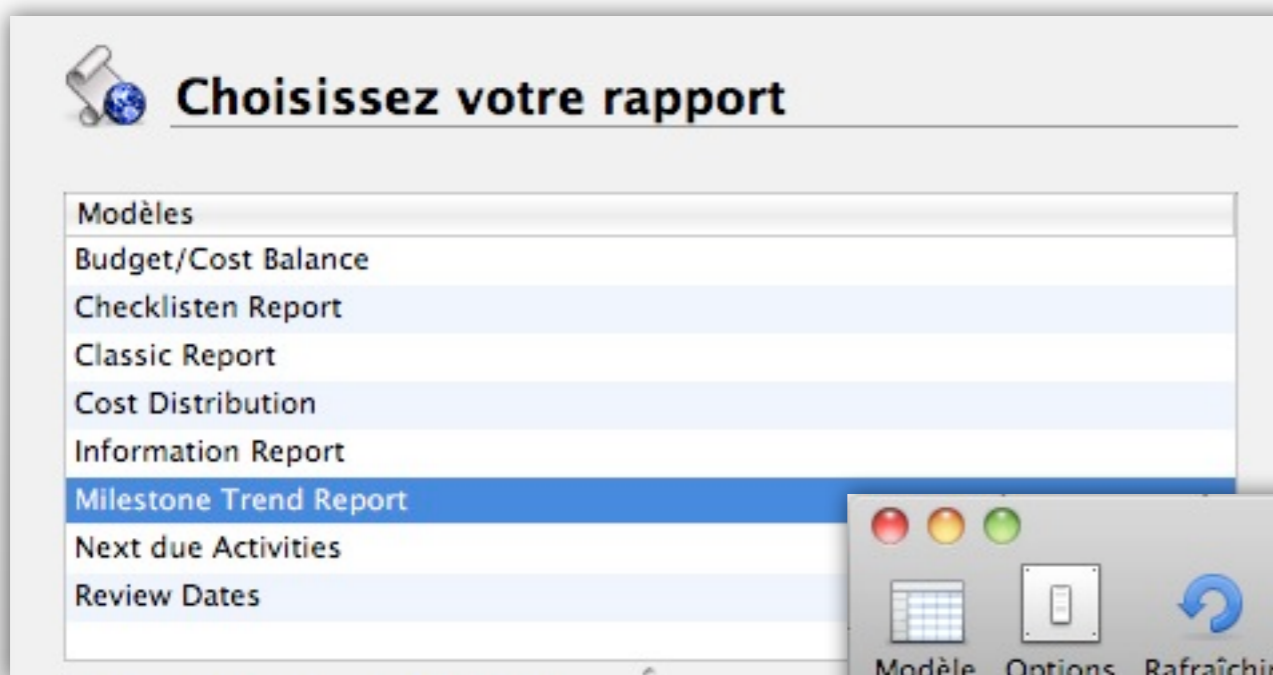 Choisissez votre rapport
Modèles
Budget/Cost Balance
Checklisten Report
Classic Report
Cost Distribution
Information Report
Milestone Trend Report
Next due Activities
Review Dates
Modèle Options Rafraîchir